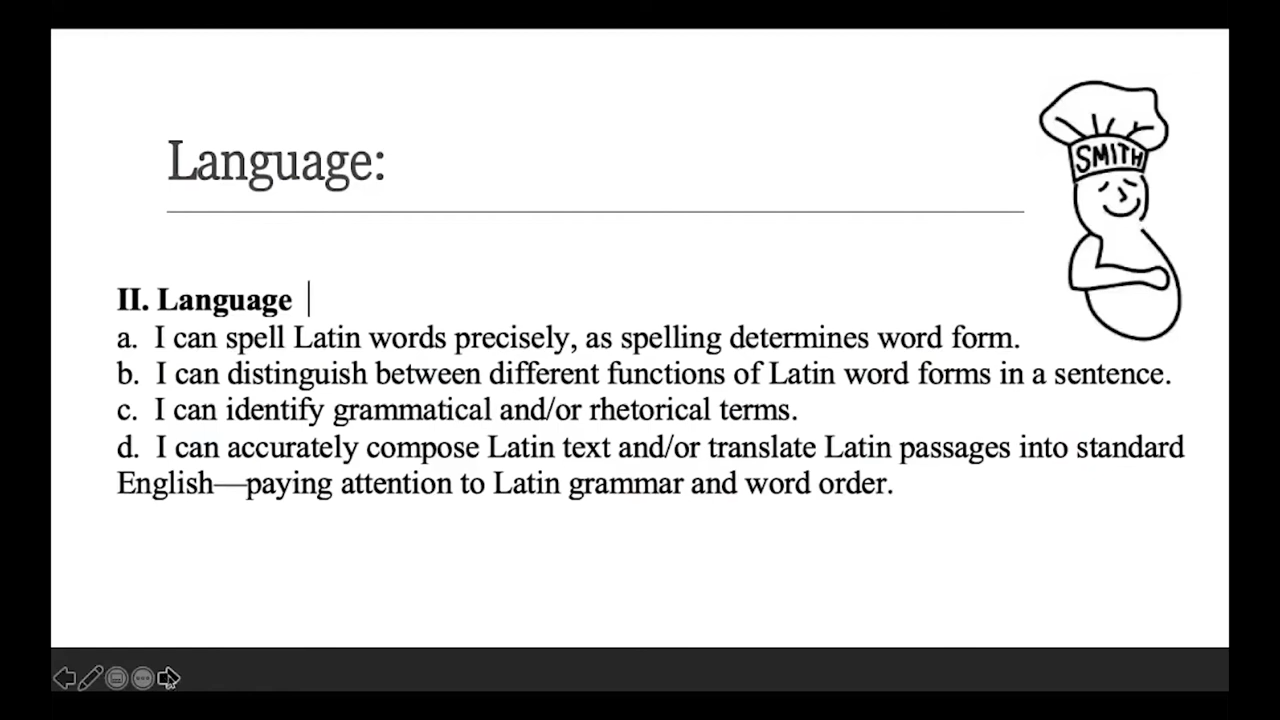 Language:
SMITH
II. Language
a. I can spell Latin words precisely, as spelling determines word form.
b. I can distinguish between different functions of Latin word forms in a sentence.
c. I can identify grammatical and/or rhetorical terms.
d. I can accurately compose Latin text and/or translate Latin passages into standard
English—paying attention to Latin grammar and word order.